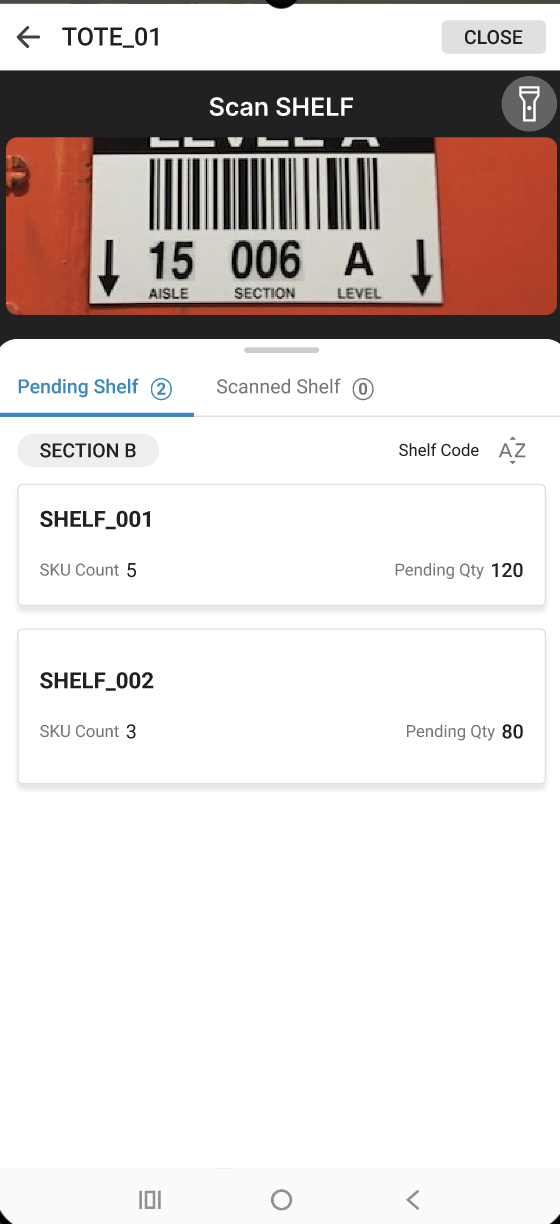 TOTE_01 CLOSE
Scan SHELF
LEVEL A
15 006 A
AISLE SECTION LEVEL
Pending Shelf 2 Scanned Shelf 0
SECTION B Shelf Code AZ
SHELF_001
SKU Count 5 Pending Qty 120
SHELF_002
SKU Count 3 Pending Qty 80